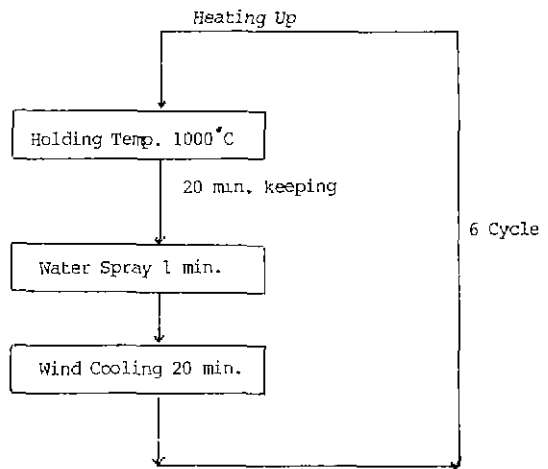 Heating Up
Holding Temp. 1000°C
20 min. keeping
6 Cycle
Water Spray 1 min.
Wind Cooling 20 min.